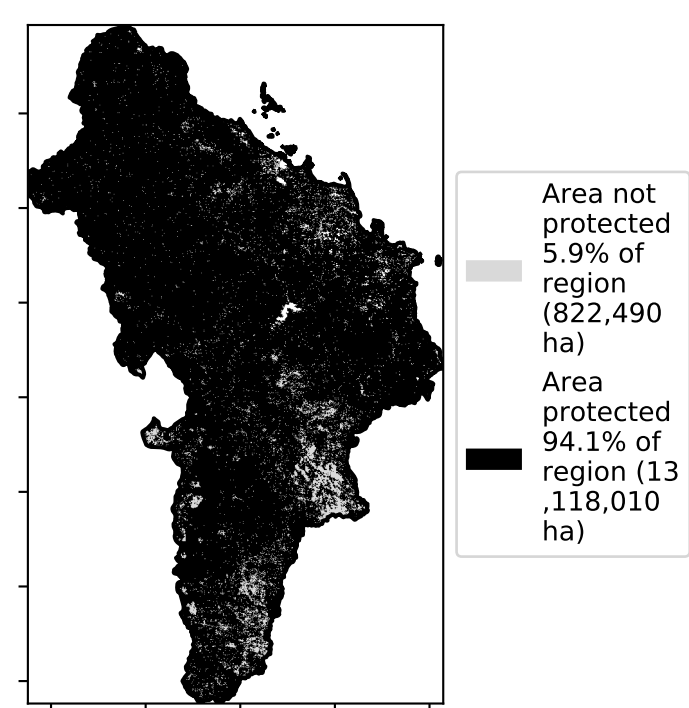 Area not
protected
5.9% of
region
(822,490
ha)
Area
protected
94.1% of
region (13
,118,010
ha)